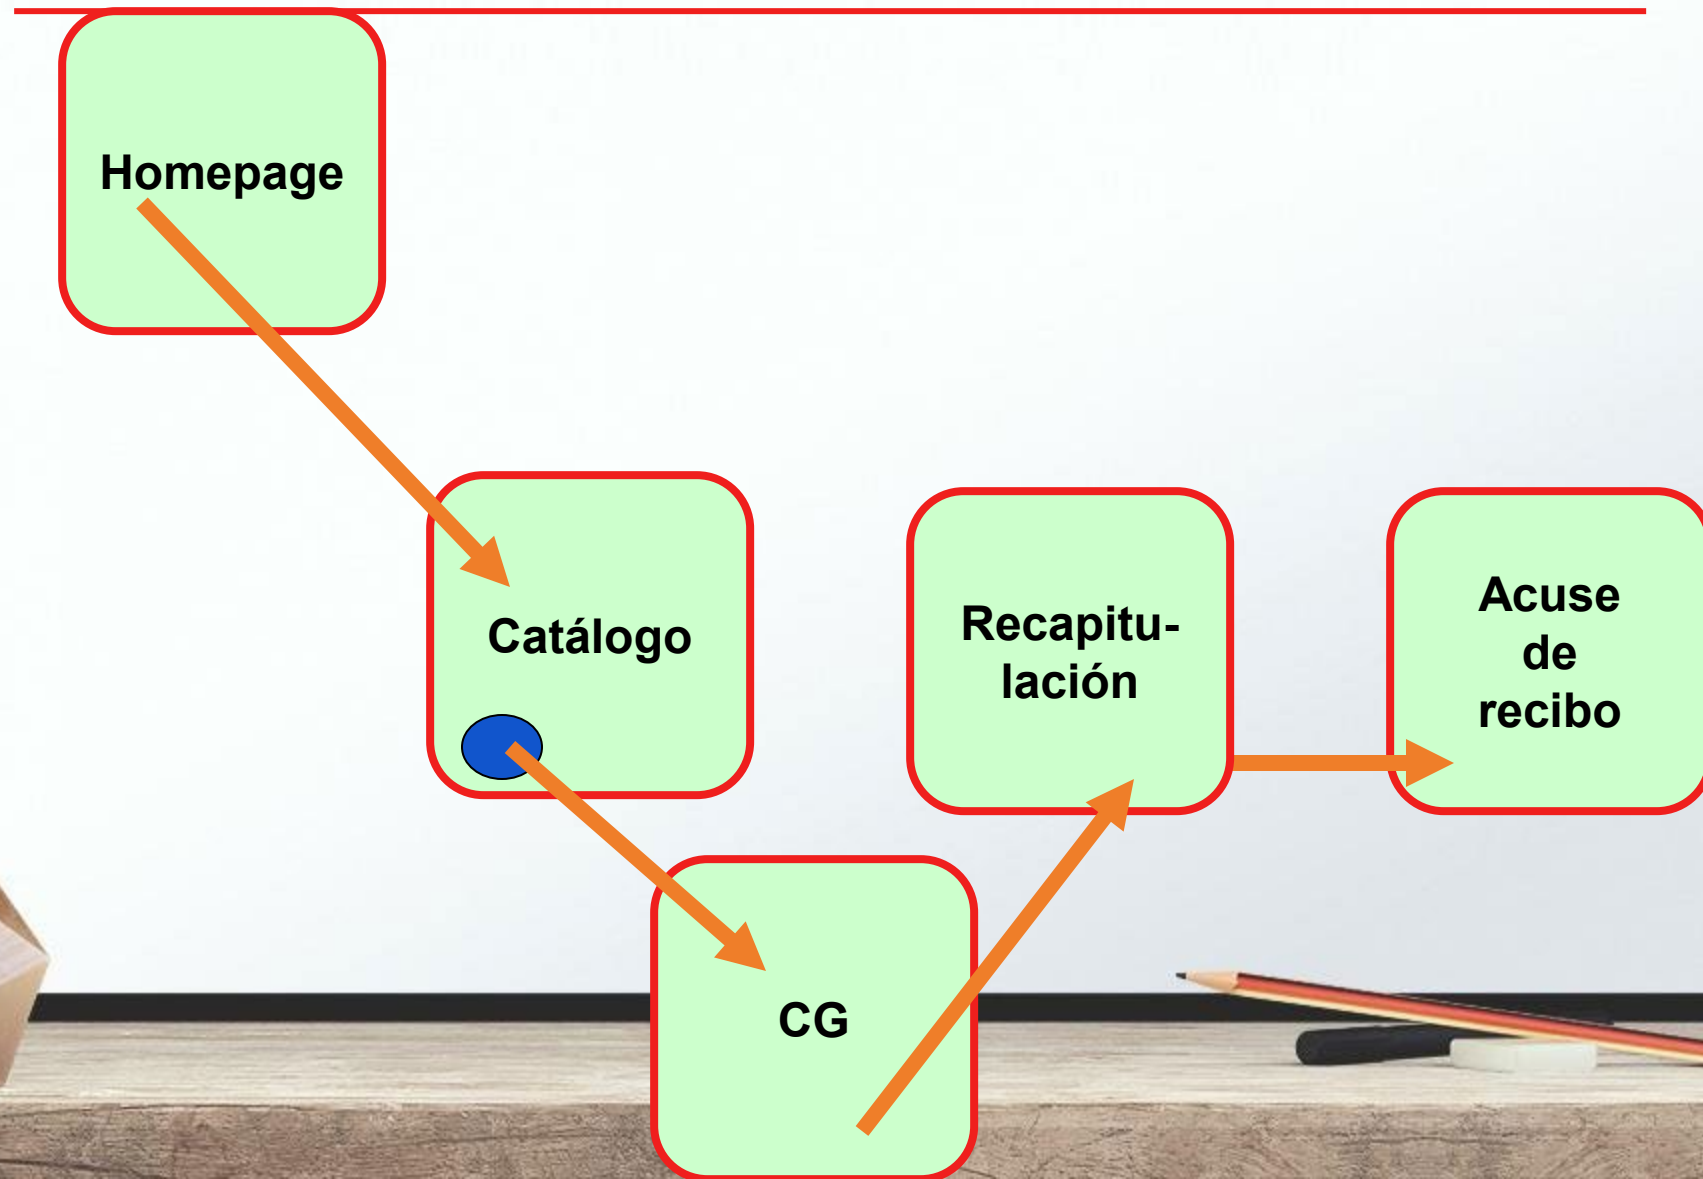 Homepage
Catálogo
Recapitu-
lación
Acuse
de
recibo
CG